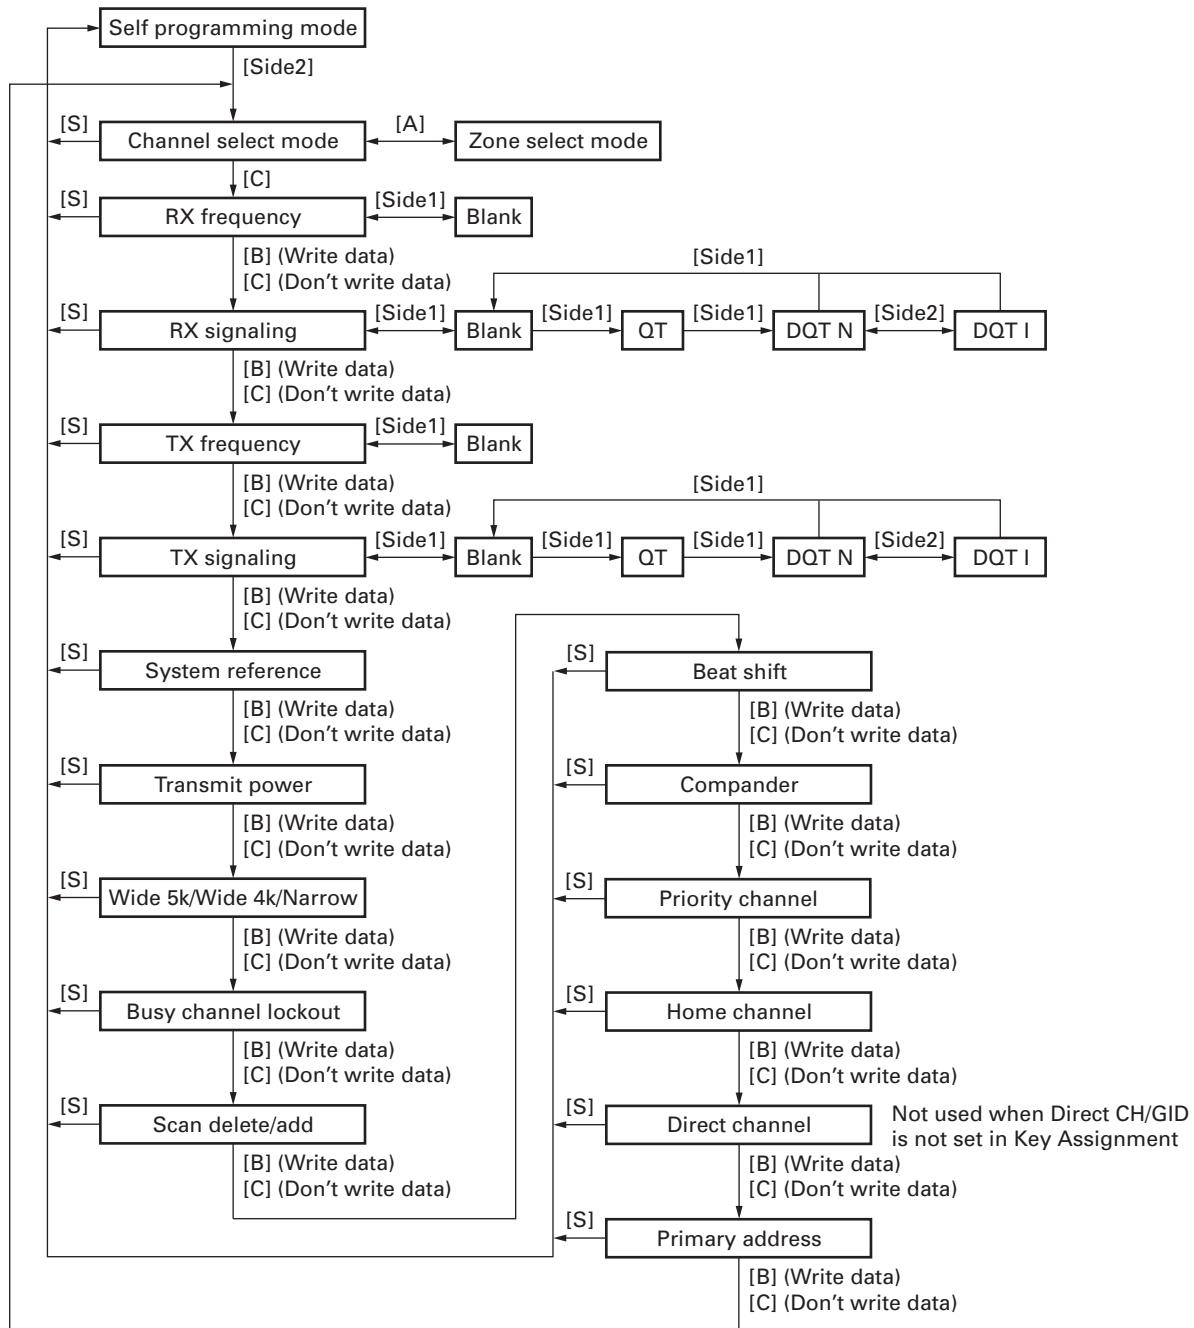 Self programming mode
[Side2]
[S]
Channel select mode
[A]
Zone select mode
[C]
[S]
RX frequency
[Side1]
Blank
[B] (Write data)
[C] (Don't write data)
[Side1]
[S]
RX signaling
[Side1]
Blank
[Side1]
QT
[Side1]
DQT N
[Side2]
DQT I
[B] (Write data)
[C] (Don't write data)
[S]
TX frequency
[Side1]
Blank
[B] (Write data)
[C] (Don't write data)
[Side1]
[S]
TX signaling
[Side1]
Blank
[Side1]
QT
[Side1]
DQT N
[Side2]
DQT I
[B] (Write data)
[C] (Don't write data)
[S]
System reference
[B] (Write data)
[C] (Don't write data)
[S]
Transmit power
[B] (Write data)
[C] (Don't write data)
[S]
Wide 5k/Wide 4k/Narrow
[B] (Write data)
[C] (Don't write data)
[S]
Busy channel lockout
[B] (Write data)
[C] (Don't write data)
[S]
Scan delete/add
[B] (Write data)
[C] (Don't write data)
[S]
Beat shift
[B] (Write data)
[C] (Don't write data)
[S]
Compander
[B] (Write data)
[C] (Don't write data)
[S]
Priority channel
[B] (Write data)
[C] (Don't write data)
[S]
Home channel
[B] (Write data)
[C] (Don't write data)
[S]
Direct channel
Not used when Direct CH/GID
is not set in Key Assignment
[B] (Write data)
[C] (Don't write data)
[S]
Primary address
[B] (Write data)
[C] (Don't write data)